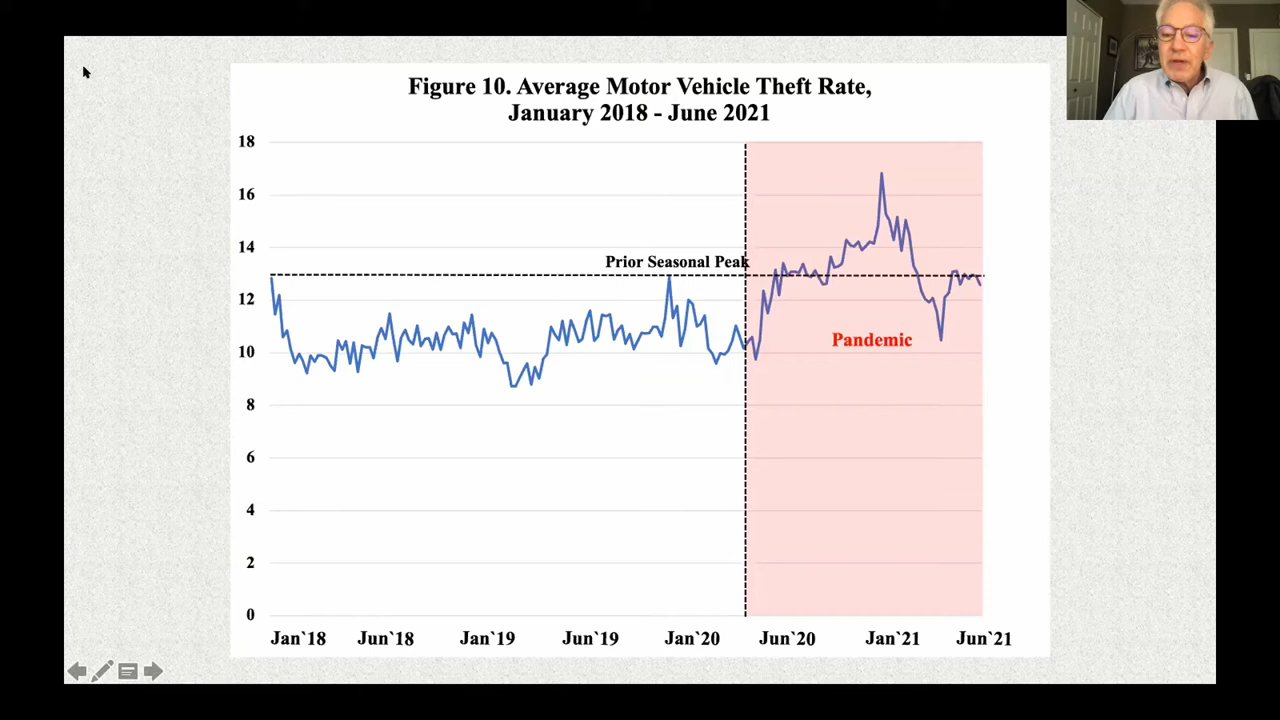 Figure 10. Average Motor Vehicle Theft Rate,
January 2018 - June 2021
18
16
14
Prior Seasonal Peak
12
Pandemic
10
8
6
4
2
0
Jan`18 Jun`18 Jan`19 Jun`19 Jan`20 Jun`20 Jan`21 Jun`21